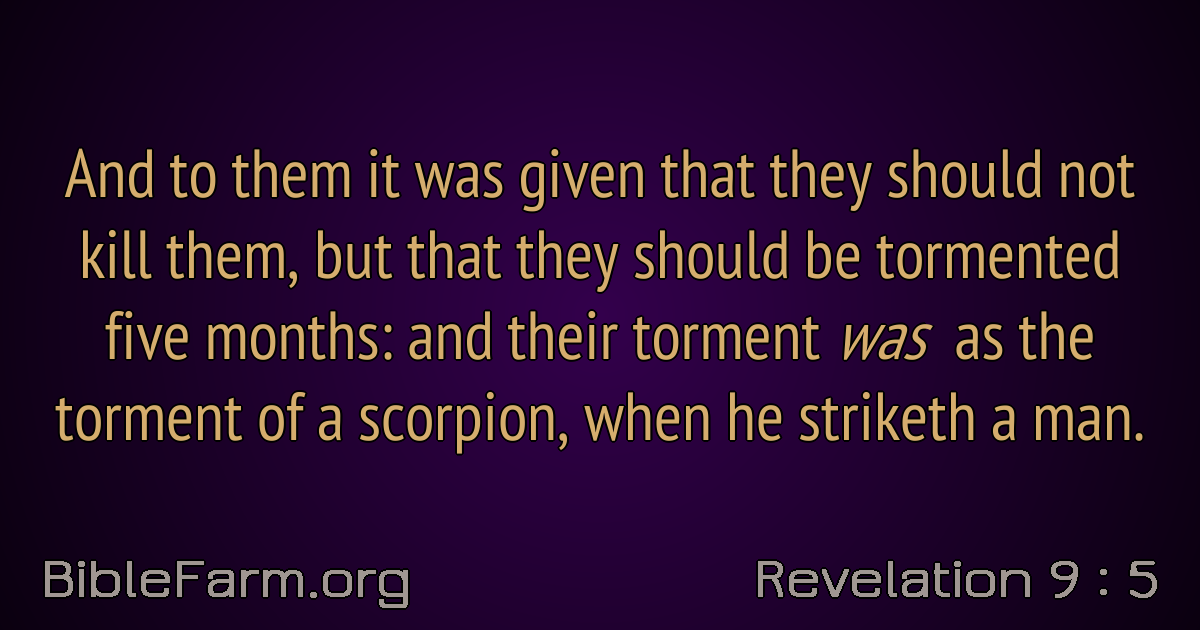 And to them it was given that they should not
kill them, but that they should be tormented
five months: and their torment was as the
torment of a scorpion, when he striketh a man.
BibleFarm.org
Revelation 9 : 5